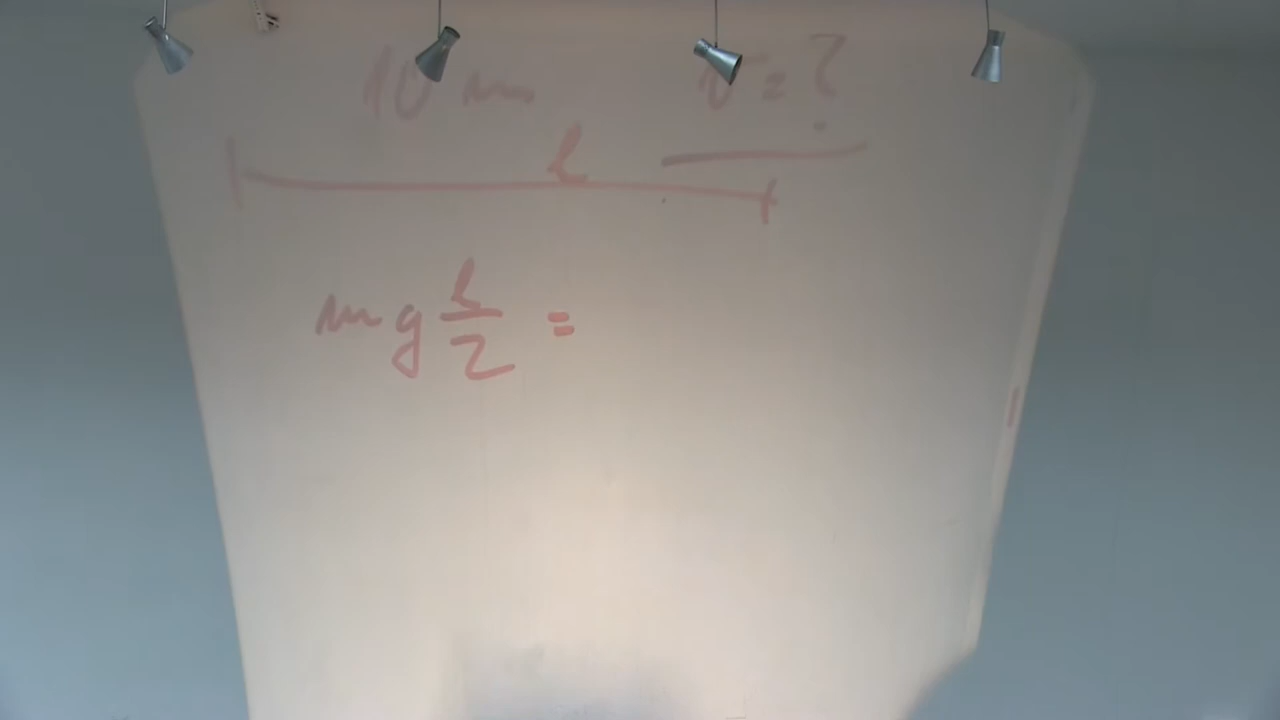 10 m v = ?
h
mg h/2 =